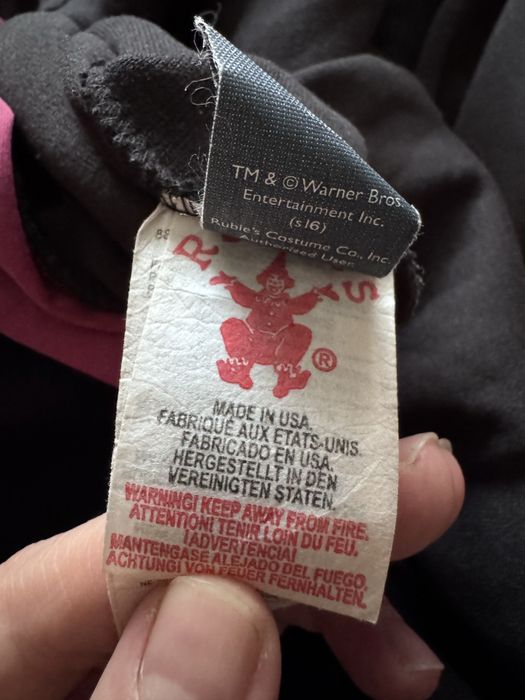 TM & © Warner Bros.
Entertainment Inc.
(s16)
Rubie's Costume Co., Inc.
Authorised User
®
MADE IN USA.
FABRIQUÉ AUX ETATS-UNIS.
FABRICADO EN USA.
HERGESTELLT IN DEN
VEREINIGTEN STATEN.
WARNING! KEEP AWAY FROM FIRE.
ATTENTION! TENIR LOIN DU FEU.
¡ADVERTENCIA!
MANTENGASE ALEJADO DEL FUEGO.
ACHTUNG! VON FEUER FERNHALTEN.